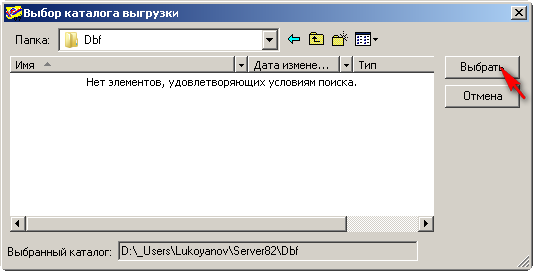 Выбор каталога выгрузки
Папка: Dbf
Имя Дата измене... Тип
Нет элементов, удовлетворяющих условиям поиска.
Выбрать
Отмена
Выбранный каталог: D:\_Users\Lukoyanov\Server82\Dbf